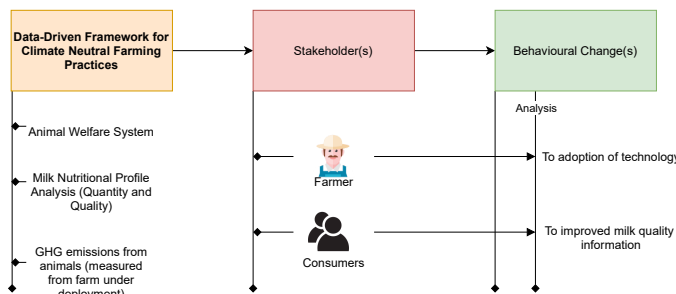 Data-Driven Framework for
Climate Neutral Farming
Practices
Stakeholder(s)
Behavioural Change(s)
Analysis
Animal Welfare System
Milk Nutritional Profile
Analysis (Quantity and
Quality)
GHG emissions from
animals (measured
from farm under
deployment)
Farmer
To adoption of technology
Consumers
To improved milk quality
information